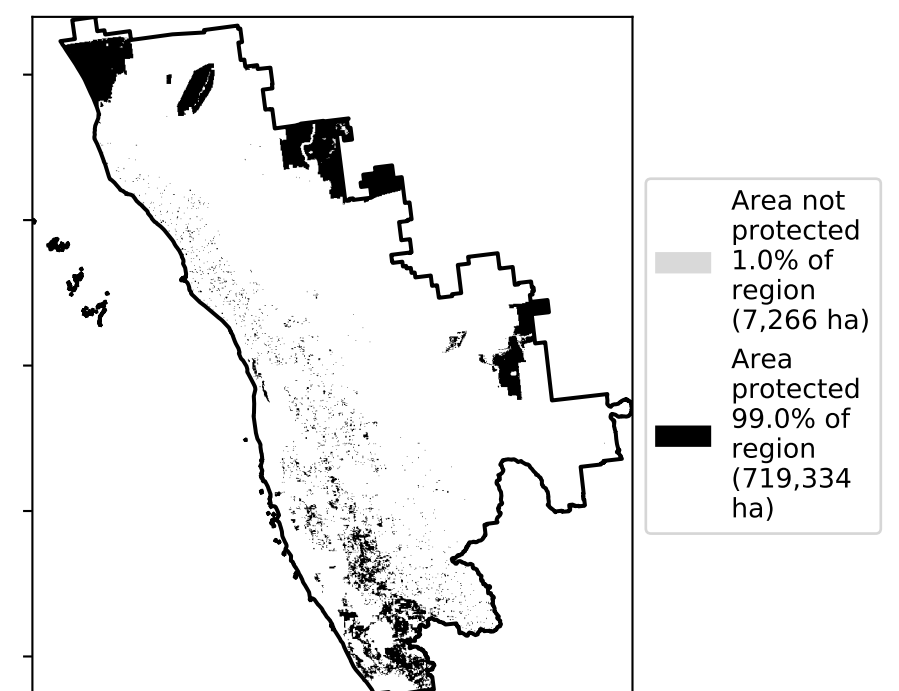 Area not
protected
1.0% of
region
(7,266 ha)
Area
protected
99.0% of
region
(719,334
ha)